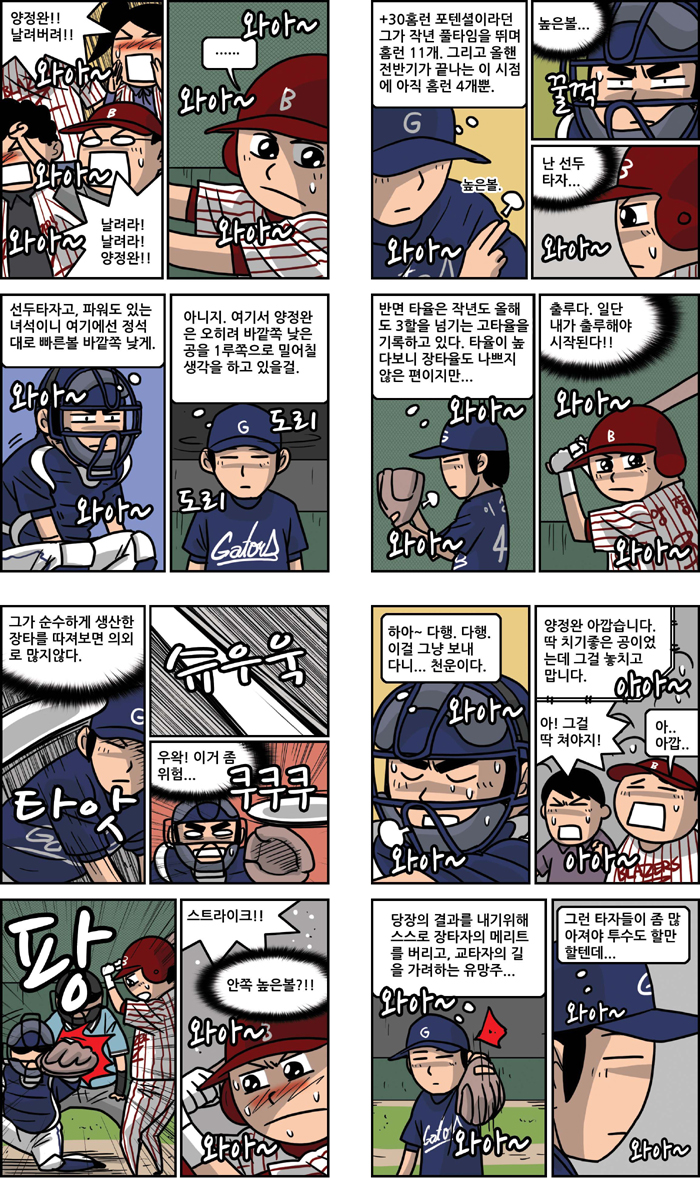 양정완!!
날려버려!!
와아~
와아~
와아~
날려라!
날려라!
양정완!!
......
와아~
와아~
B
와아~
선두타자고, 파워도 있는
녀석이니 여기에선 정석
대로 빠른볼 바깥쪽 낮게.
와아~
와아~
아니지. 여기서 양정완
은 오히려 바깥쪽 낮은
공을 1루쪽으로 밀어칠
생각을 하고 있을걸.
도리
G
도리
Gators
+30홈런 포텐셜이라던
그가 작년 풀타임을 뛰며
홈런 11개. 그리고 올핸
전반기가 끝나는 이 시점
에 아직 홈런 4개뿐.
G
높은볼.
와아~
높은볼...
꿀꺽
난 선두
타자...
B
와아~
반면 타율은 작년도 올해
도 3할을 넘기는 고타율을
기록하고 있다. 타율이 높
다보니 장타율도 나쁘지
않은 편이지만...
와아~
G
이
4
와아~
출루다. 일단
내가 출루해야
시작된다!!
와아~
B
양정
와아~
그가 순수하게 생산한
장타를 따져보면 의외
로 많지않다.
G
타앗
슈우욱
우왁! 이거 좀
위험...
쿠쿠쿠
팡
B
스트라이크!!
안쪽 높은볼?!!
와아~
B
와아~
하아~ 다행. 다행.
이걸 그냥 보내
다니... 천운이다.
와아~
와아~
양정완 아깝습니다.
딱 치기좋은 공이었
는데 그걸 놓치고
맙니다.
아아~
아! 그걸
딱 쳐야지!
아..
아깝..
B
아아~
BLAZERS
당장의 결과를 내기위해
스스로 장타자의 메리트
를 버리고, 교타자의 길
을 가려하는 유망주...
와아~
G
Gators
와아~
그런 타자들이 좀 많
아져야 투수도 할만
할텐데...
G
와아~
와아~